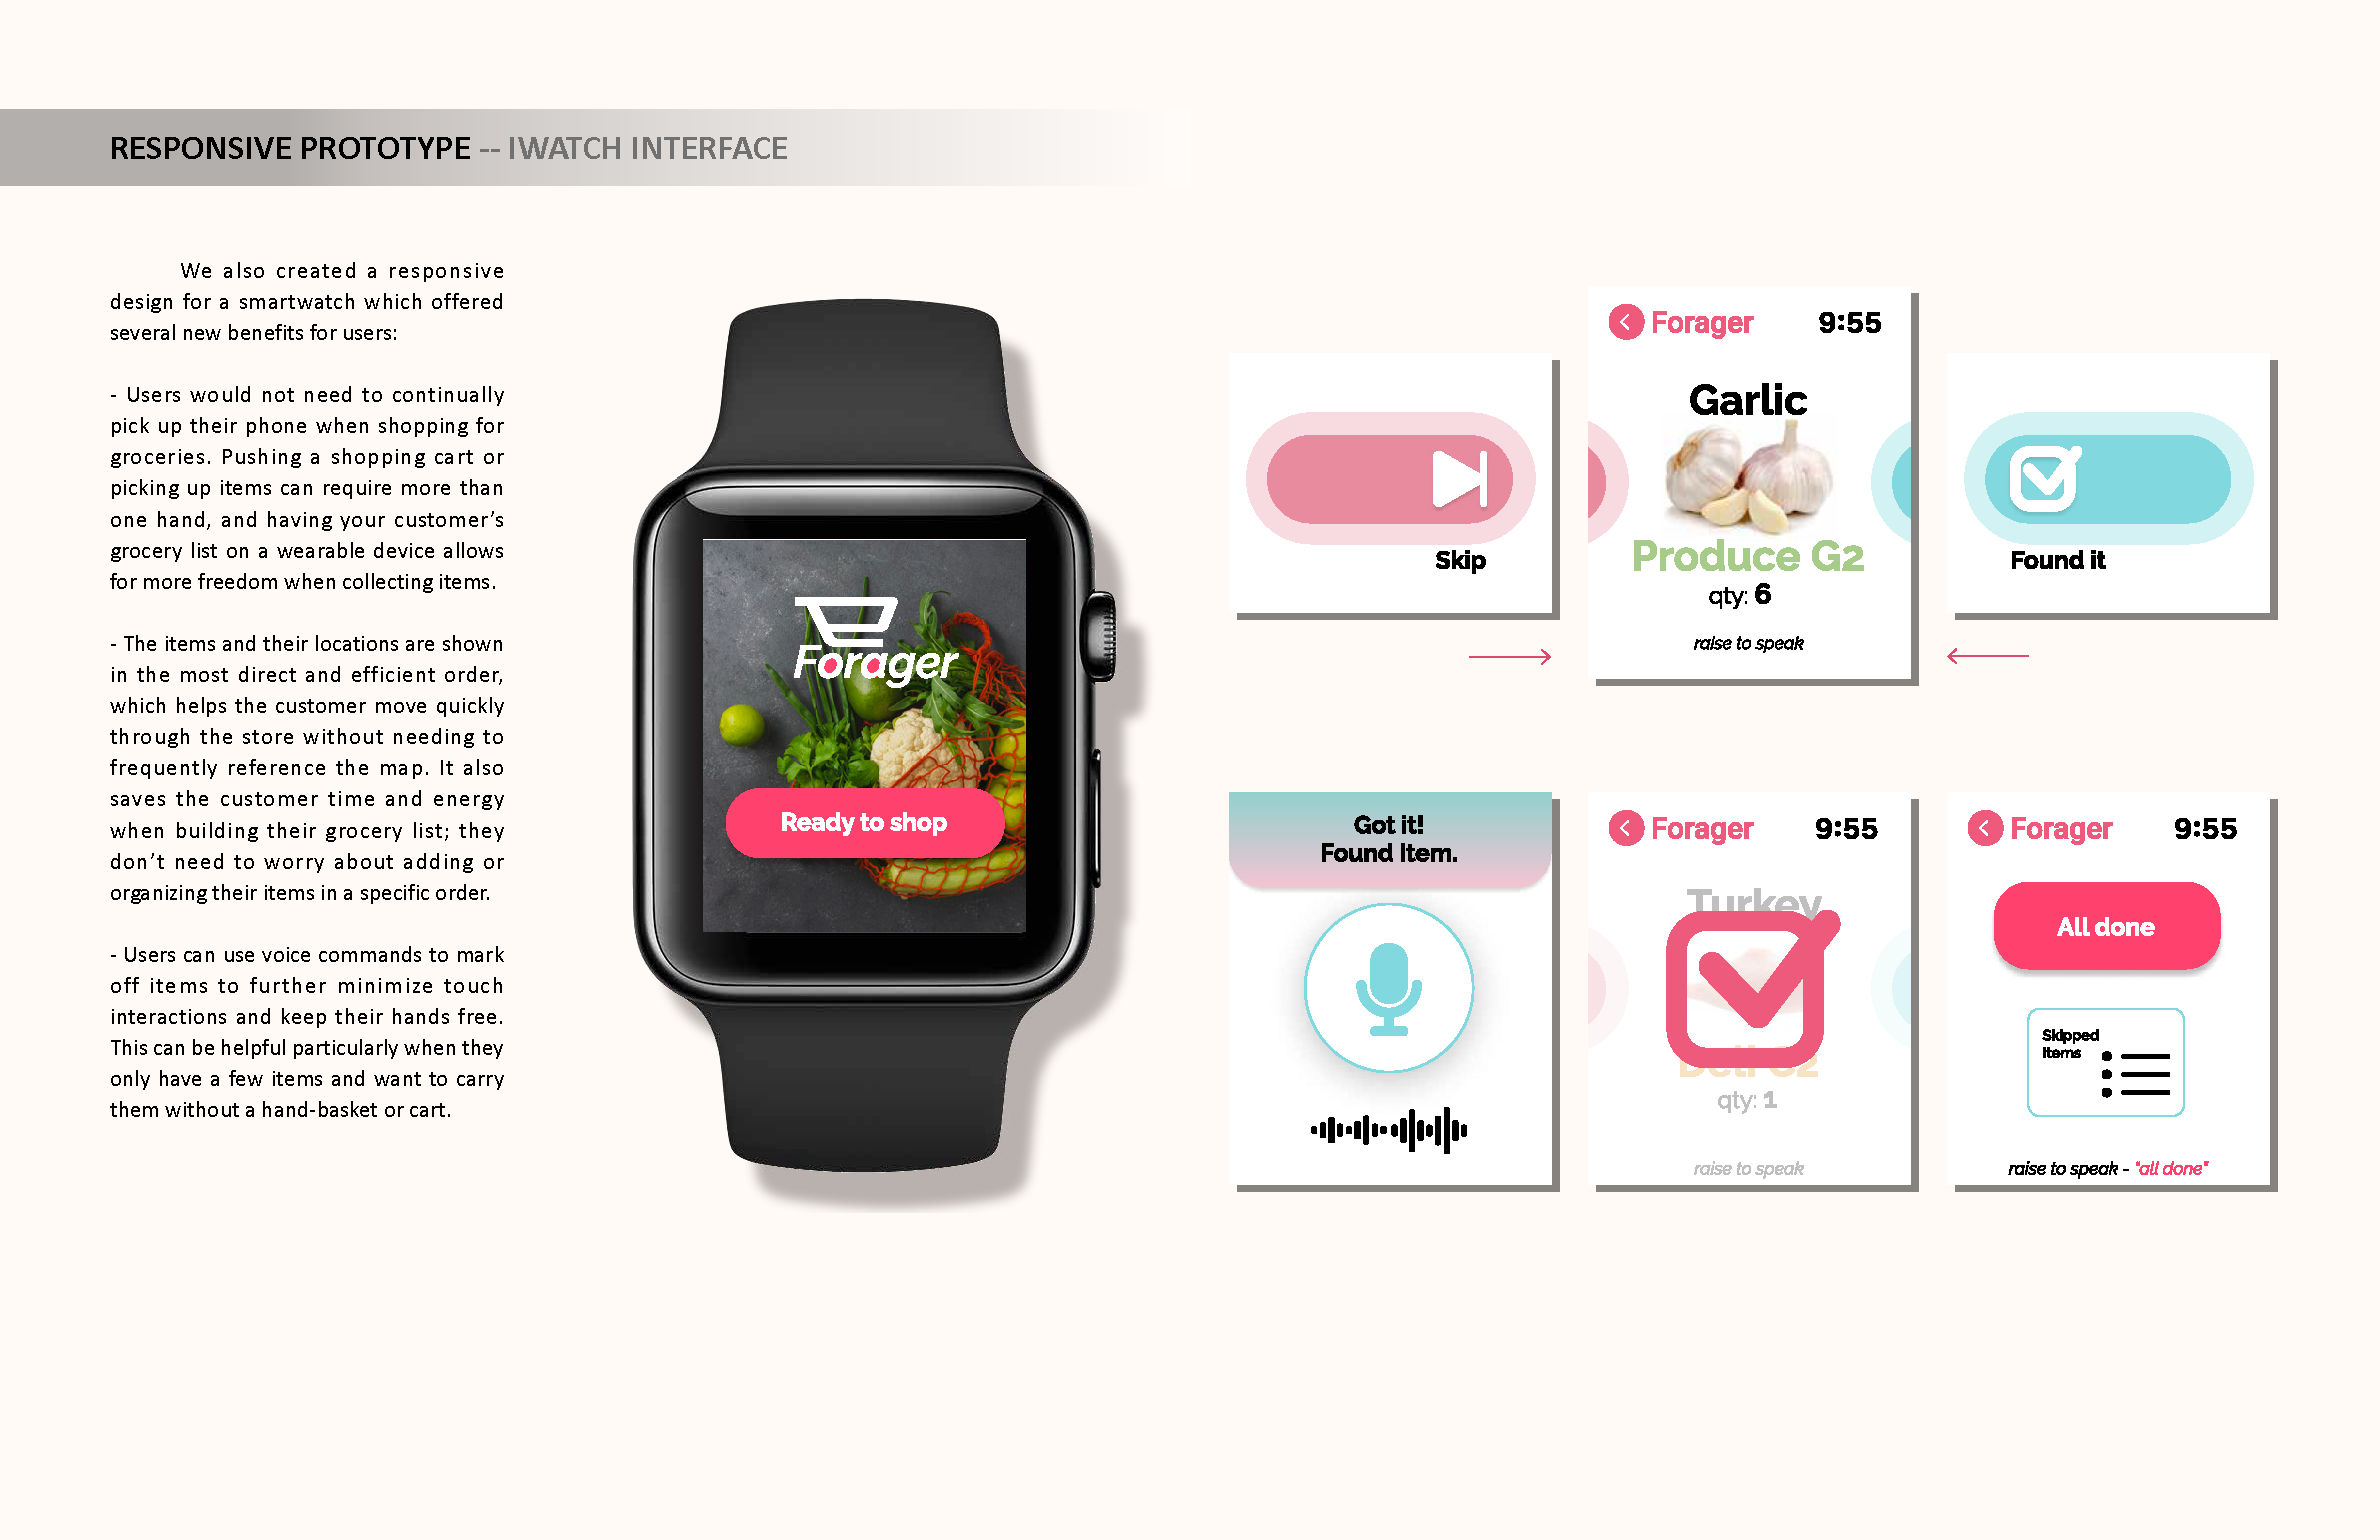 RESPONSIVE PROTOTYPE -- IWATCH INTERFACE
We also created a responsive
design for a smartwatch which offered
several new benefits for users:
- Users would not need to continually
pick up their phone when shopping for
groceries. Pushing a shopping cart or
picking up items can require more than
one hand, and having your customer's
grocery list on a wearable device allows
for more freedom when collecting items.
- The items and their locations are shown
in the most direct and efficient order,
which helps the customer move quickly
through the store without needing to
frequently reference the map. It also
saves the customer time and energy
when building their grocery list; they
don't need to worry about adding or
organizing their items in a specific order.
- Users can use voice commands to mark
off items to further minimize touch
interactions and keep their hands free.
This can be helpful particularly when they
only have a few items and want to carry
them without a hand-basket or cart.
Forager
Ready to shop
Skip
Forager 9:55
Garlic
Produce G2
qty: 6
raise to speak
Found it
Got it!
Found Item.
Forager 9:55
Turkey
Deli C2
qty: 1
raise to speak
Forager 9:55
All done
Skipped
Items
raise to speak - "all done"